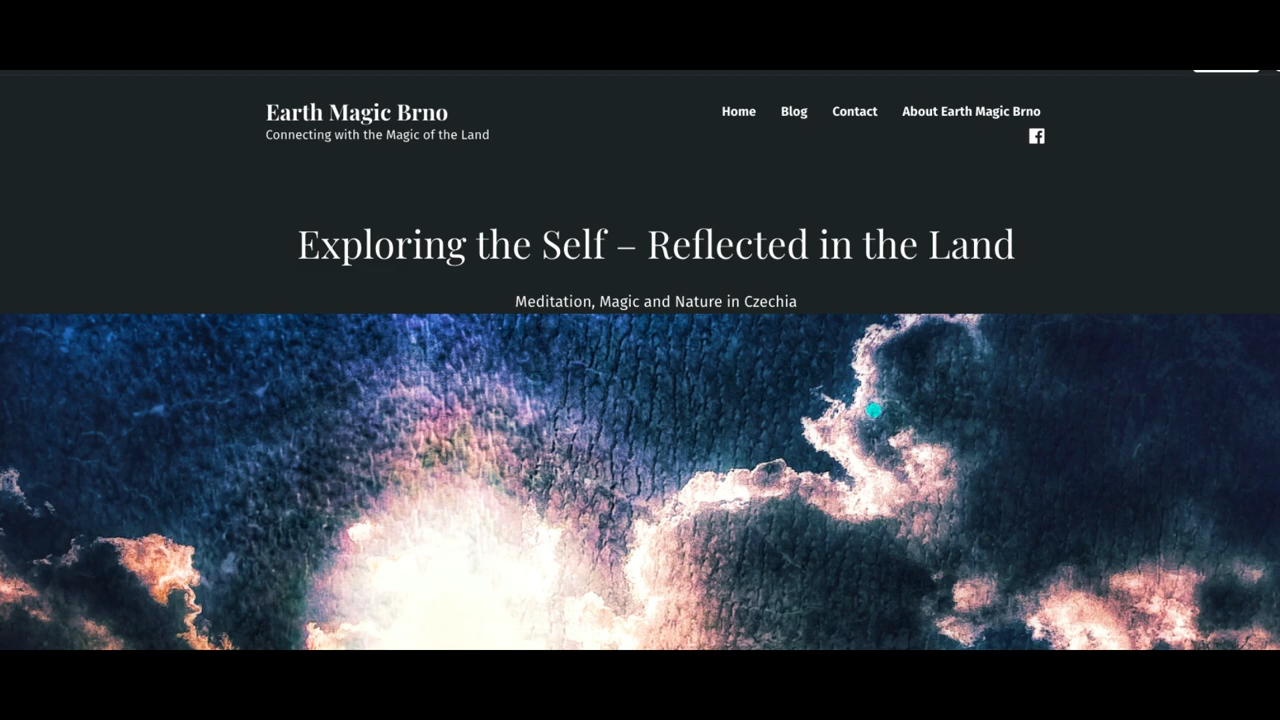 Earth Magic Brno
Connecting with the Magic of the Land
Home Blog Contact About Earth Magic Brno
Exploring the Self – Reflected in the Land
Meditation, Magic and Nature in Czechia